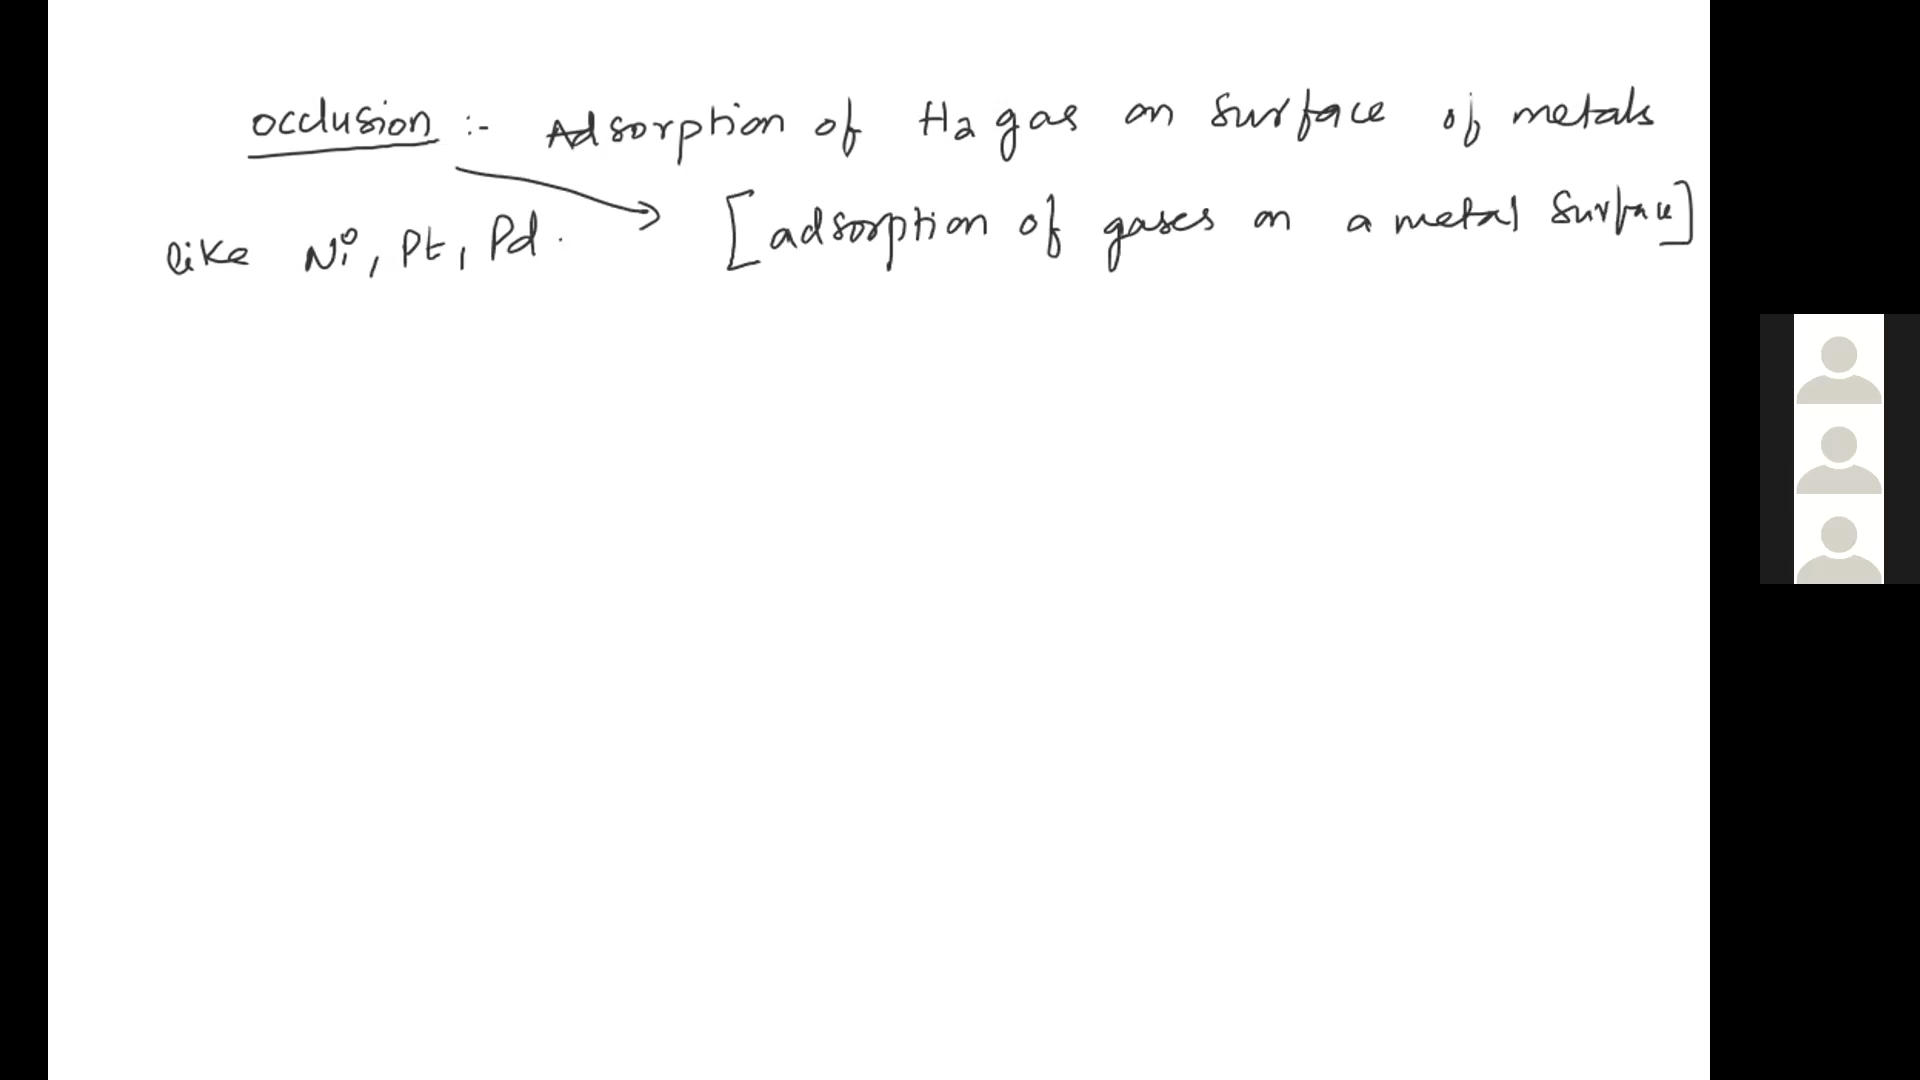 occlusion :- Adsorption of H2 gas on surface of metals
like Ni, Pt, Pd. [adsorption of gases on a metal surface]